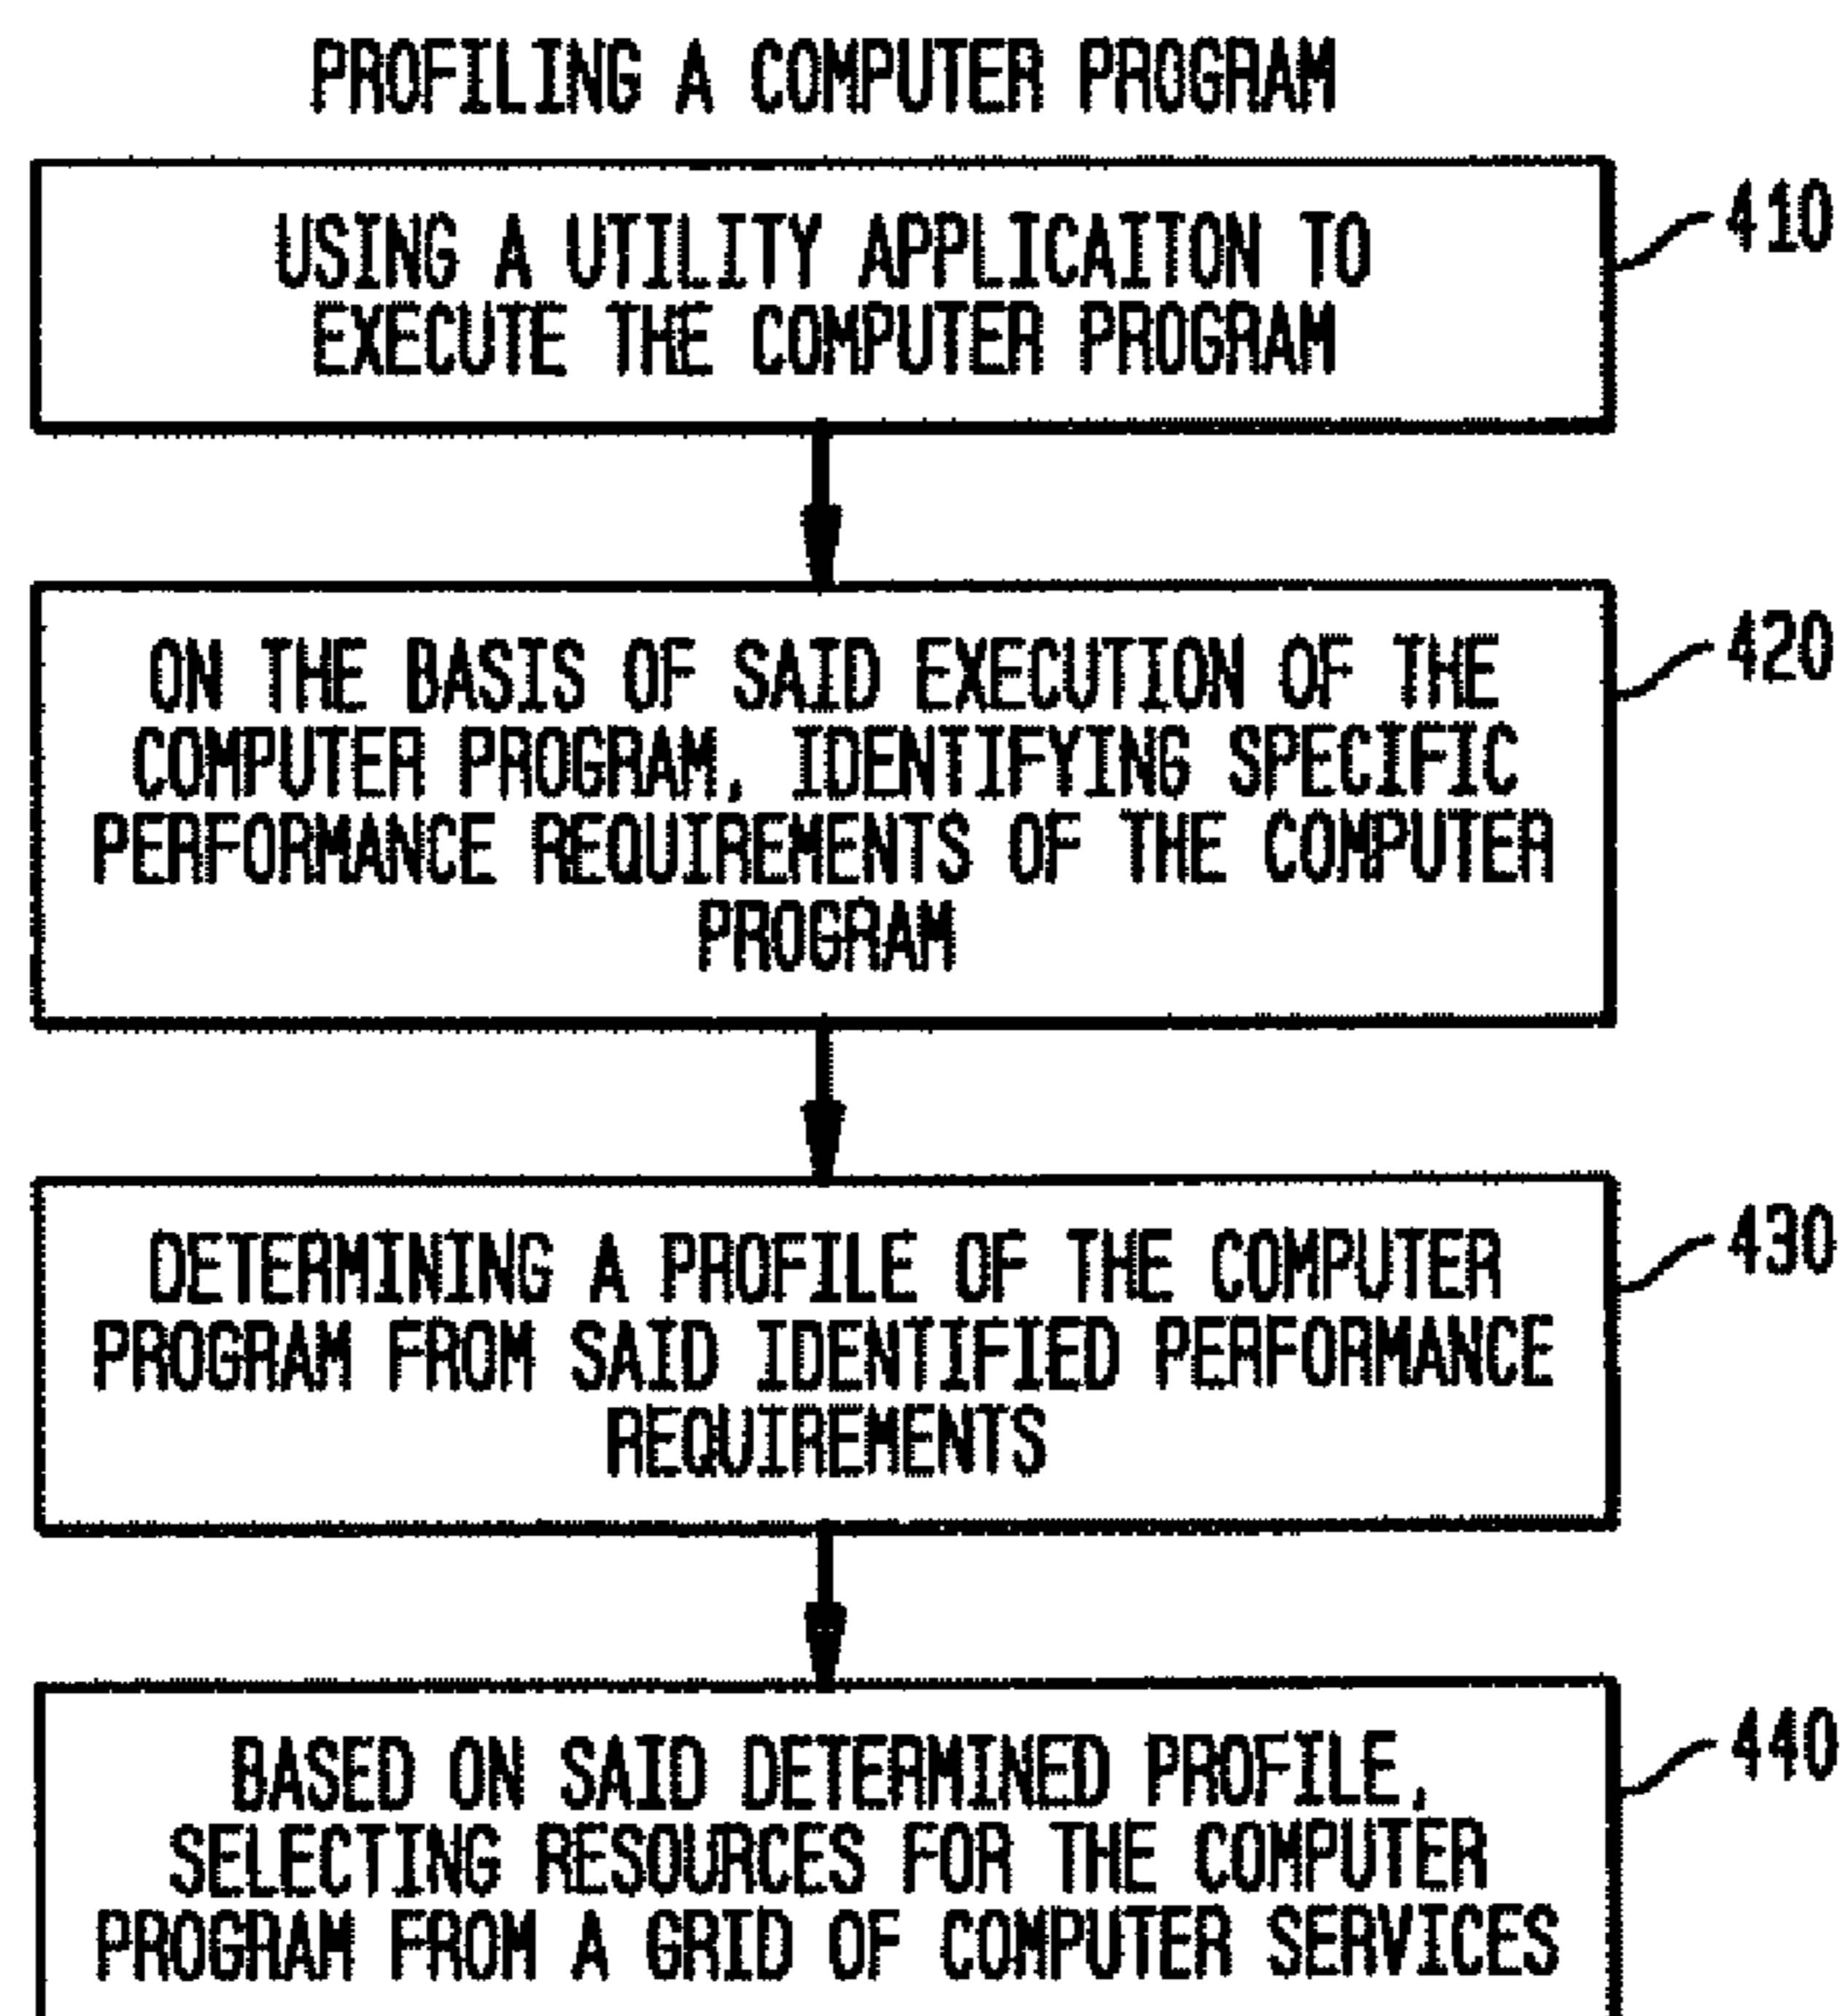 PROFILING A COMPUTER PROGRAM
USING A UTILITY APPLICAITON TO
EXECUTE THE COMPUTER PROGRAM
410
ON THE BASIS OF SAID EXECUTION OF THE
COMPUTER PROGRAM, IDENTIFYING SPECIFIC
PERFORMANCE REQUIREMENTS OF THE COMPUTER
PROGRAM
420
DETERMINING A PROFILE OF THE COMPUTER
PROGRAM FROM SAID IDENTIFIED PERFORMANCE
REQUIREMENTS
430
BASED ON SAID DETERMINED PROFILE,
SELECTING RESOURCES FOR THE COMPUTER
PROGRAM FROM A GRID OF COMPUTER SERVICES
440